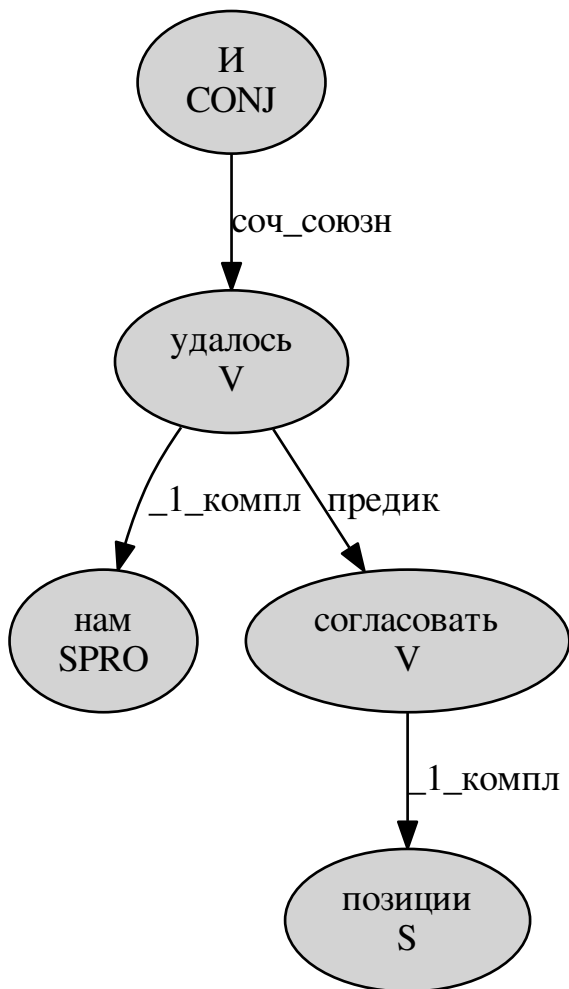 И
CONJ
соч_союзн
удалось
V
_1_компл
предик
нам
SPRO
согласовать
V
_1_компл
позиции
S